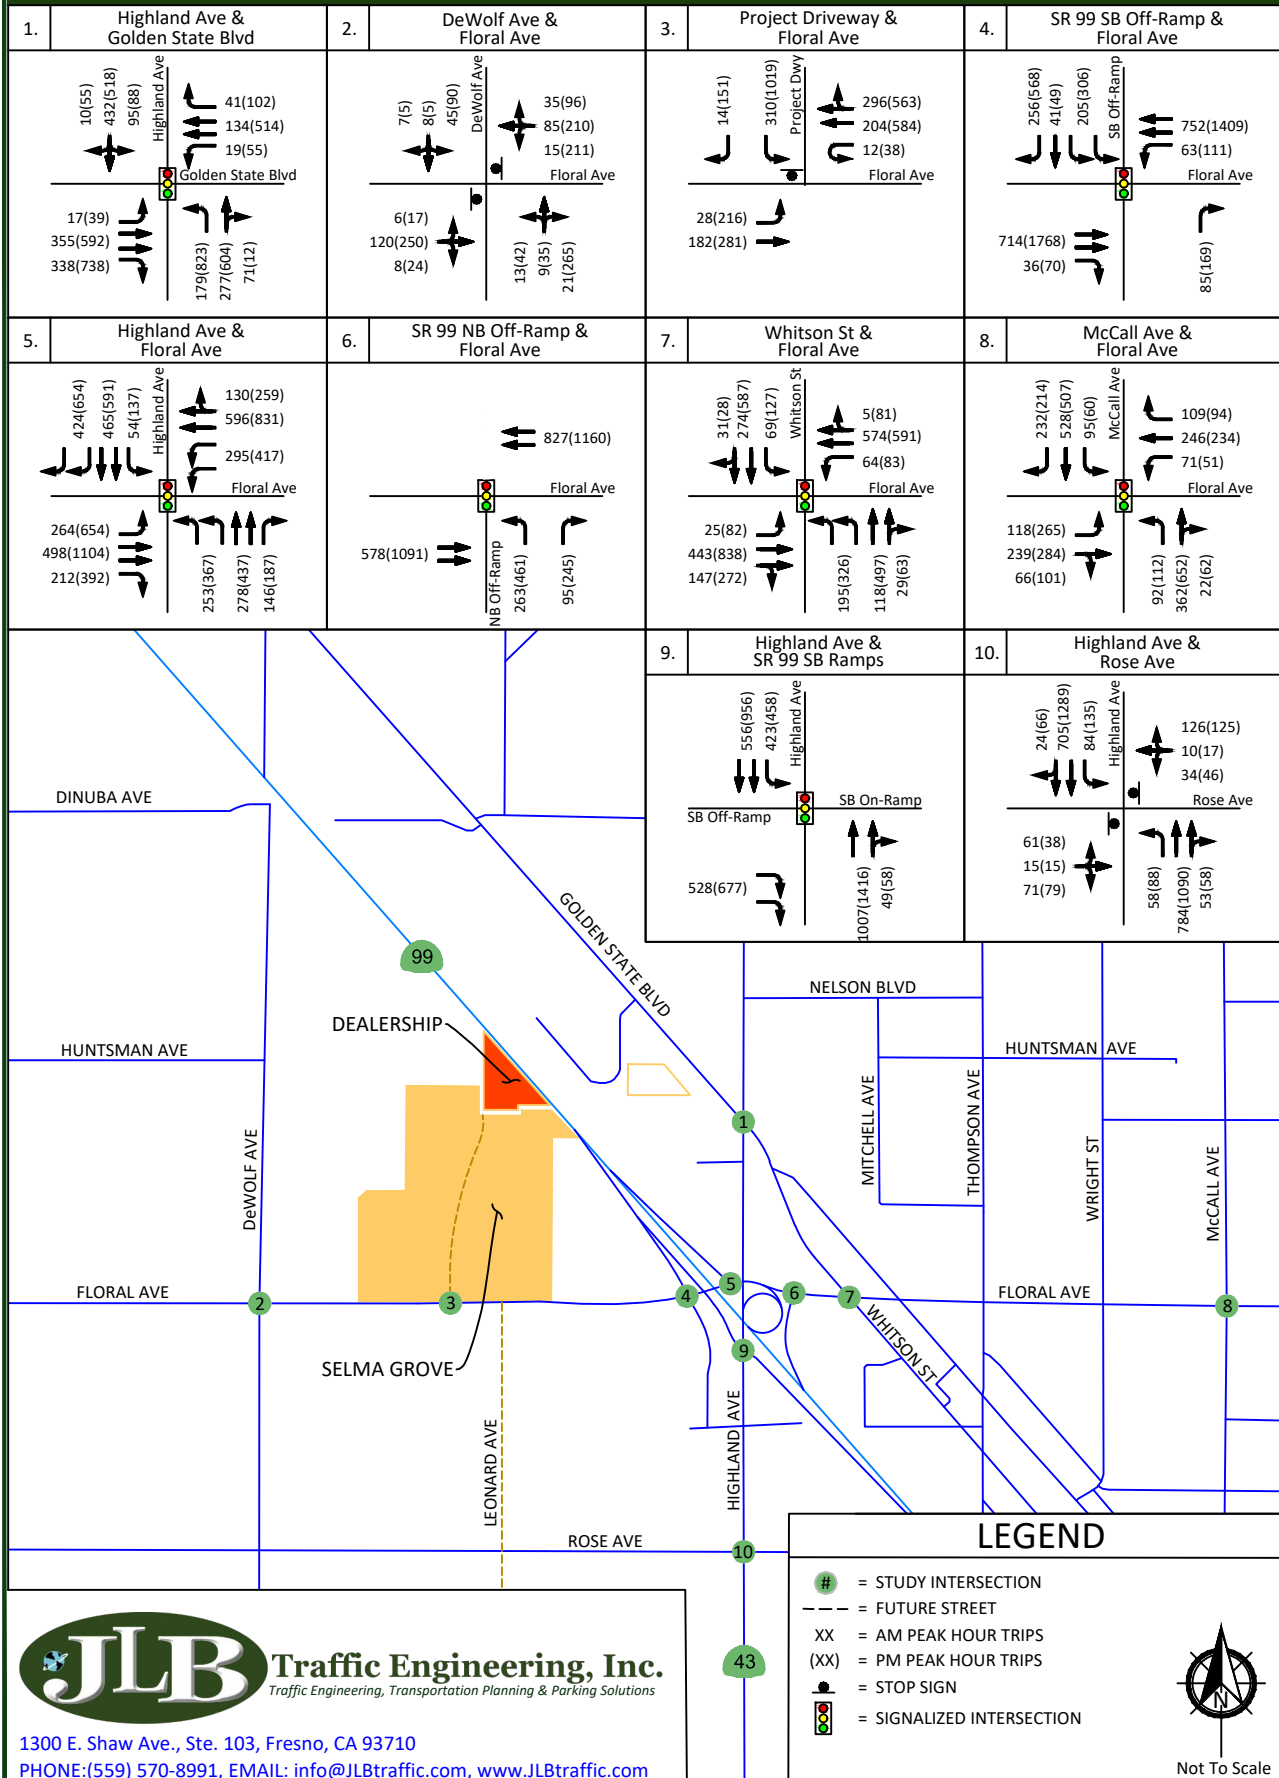 1.
Highland Ave &
Golden State Blvd
10(55)
432(518)
95(88)
Highland Ave
41(102)
134(514)
19(55)
Golden State Blvd
17(39)
355(592)
338(738)
179(823)
277(604)
71(12)
2.
DeWolf Ave &
Floral Ave
7(5)
8(5)
45(90)
DeWolf Ave
35(96)
85(210)
15(211)
Floral Ave
6(17)
120(250)
8(24)
13(42)
9(35)
21(265)
3.
Project Driveway &
Floral Ave
14(151)
310(1019)
Project Dwy
296(563)
204(584)
12(38)
Floral Ave
28(216)
182(281)
4.
SR 99 SB Off-Ramp &
Floral Ave
256(568)
41(49)
205(306)
SB Off-Ramp
752(1409)
63(111)
Floral Ave
714(1768)
36(70)
85(169)
5.
Highland Ave &
Floral Ave
424(654)
465(591)
54(137)
Highland Ave
130(259)
596(831)
295(417)
Floral Ave
264(654)
498(1104)
212(392)
253(367)
278(437)
146(187)
6.
SR 99 NB Off-Ramp &
Floral Ave
827(1160)
Floral Ave
578(1091)
NB Off-Ramp
263(461)
95(245)
7.
Whitson St &
Floral Ave
31(28)
274(587)
69(127)
Whitson St
5(81)
574(591)
64(83)
Floral Ave
25(82)
443(838)
147(272)
195(326)
118(497)
29(63)
8.
McCall Ave &
Floral Ave
232(214)
528(507)
95(60)
McCall Ave
109(94)
246(234)
71(51)
Floral Ave
118(265)
239(284)
66(101)
92(112)
362(652)
22(62)
9.
Highland Ave &
SR 99 SB Ramps
556(956)
423(458)
Highland Ave
SB On-Ramp
SB Off-Ramp
528(677)
1007(1416)
49(58)
10.
Highland Ave &
Rose Ave
24(66)
705(1289)
84(135)
Highland Ave
126(125)
10(17)
34(46)
Rose Ave
61(38)
15(15)
71(79)
58(88)
784(1090)
53(58)
DINUBA AVE
GOLDEN STATE BLVD
99
NELSON BLVD
DEALERSHIP
HUNTSMAN AVE
HUNTSMAN AVE
MITCHELL AVE
THOMPSON AVE
WRIGHT ST
McCALL AVE
DeWOLF AVE
1
FLORAL AVE
2
3
4
5
6
7
FLORAL AVE
8
9
WHITSON ST
SELMA GROVE
HIGHLAND AVE
LEONARD AVE
ROSE AVE
10
43
LEGEND
# = STUDY INTERSECTION
= FUTURE STREET
XX = AM PEAK HOUR TRIPS
(XX) = PM PEAK HOUR TRIPS
= STOP SIGN
= SIGNALIZED INTERSECTION
N
Not To Scale
JLB Traffic Engineering, Inc.
Traffic Engineering, Transportation Planning & Parking Solutions
1300 E. Shaw Ave., Ste. 103, Fresno, CA 93710
PHONE:(559) 570-8991, EMAIL: info@JLBtraffic.com, www.JLBtraffic.com